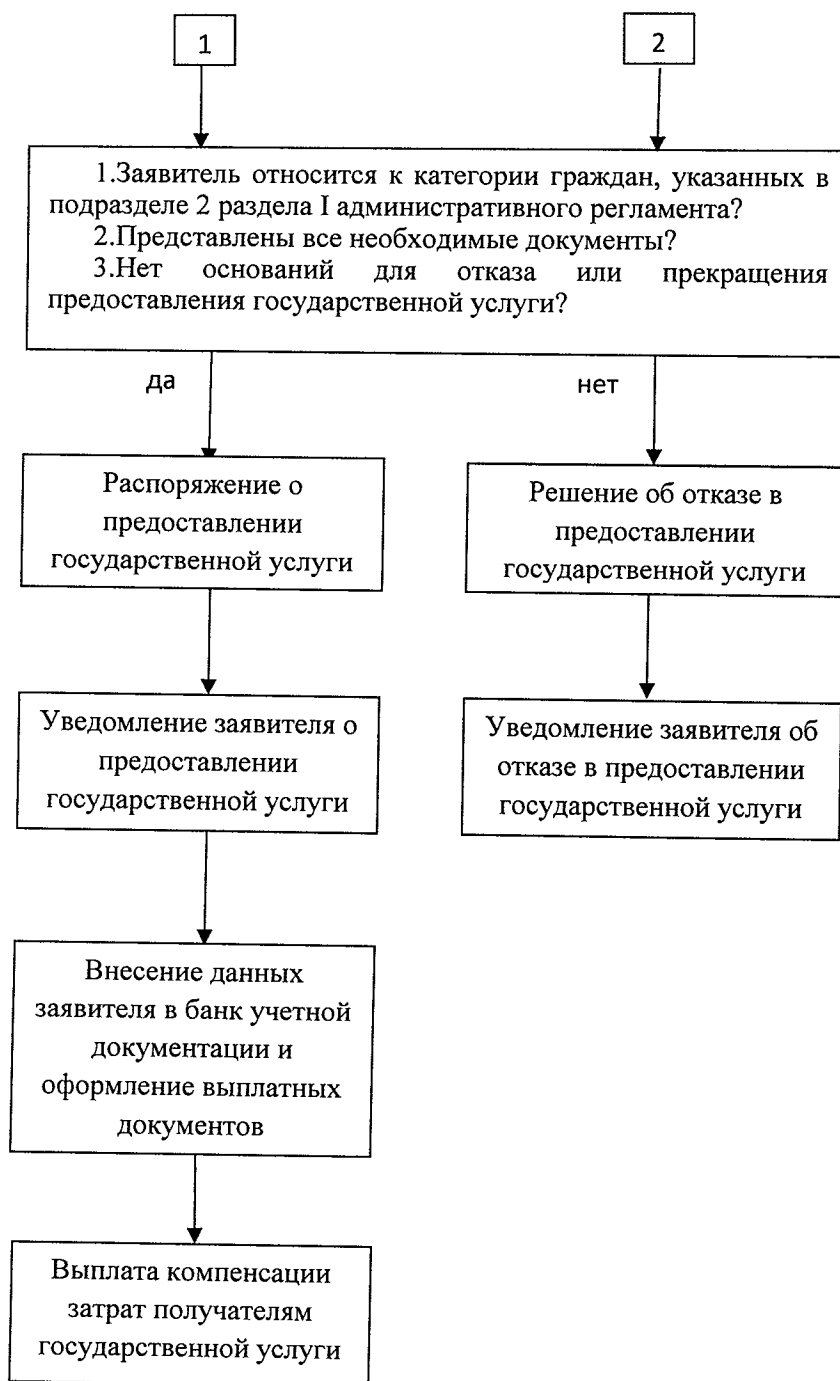 1
2
1.Заявитель относится к категории граждан, указанных в
подразделе 2 раздела I административного регламента?
2.Представлены все необходимые документы?
3.Нет оснований для отказа или прекращения
предоставления государственной услуги?
да
нет
Распоряжение о
предоставлении
государственной услуги
Решение об отказе в
предоставлении
государственной услуги
Уведомление заявителя о
предоставлении
государственной услуги
Уведомление заявителя об
отказе в предоставлении
государственной услуги
Внесение данных
заявителя в банк учетной
документации и
оформление выплатных
документов
Выплата компенсации
затрат получателям
государственной услуги